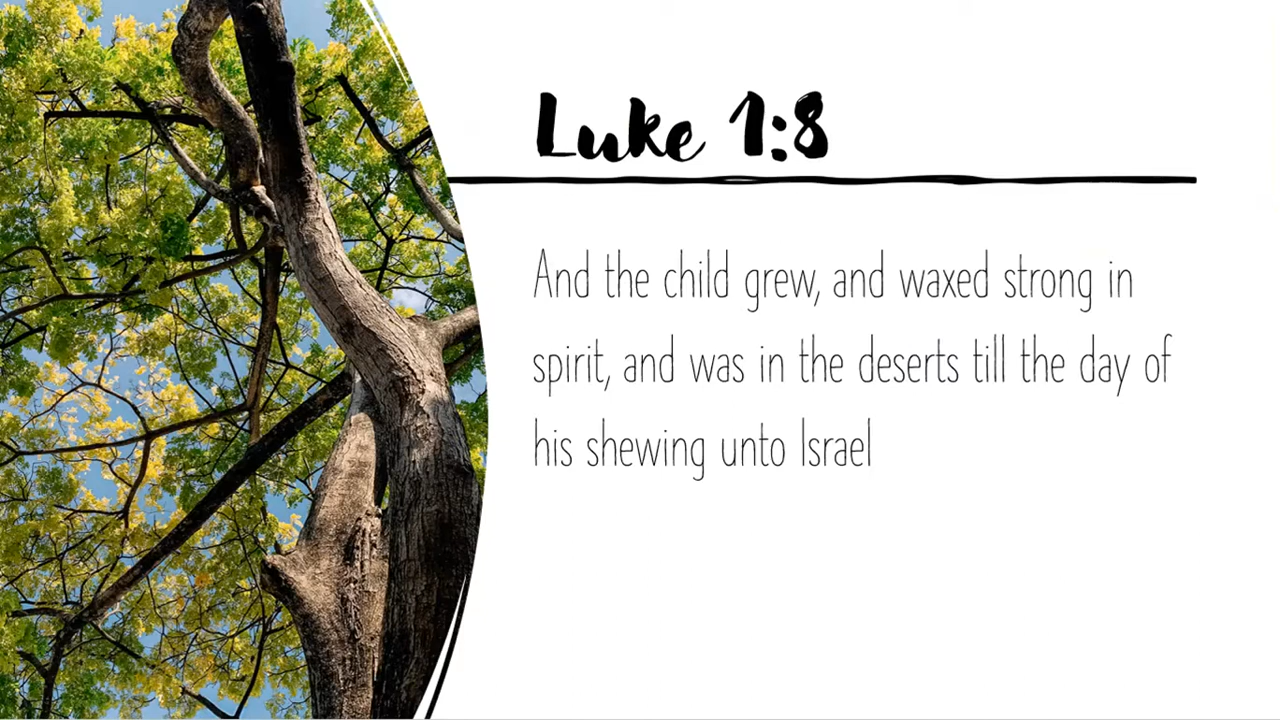 Luke 1:8
And the child grew, and waxed strong in
spirit, and was in the deserts till the day of
his shewing unto Israel